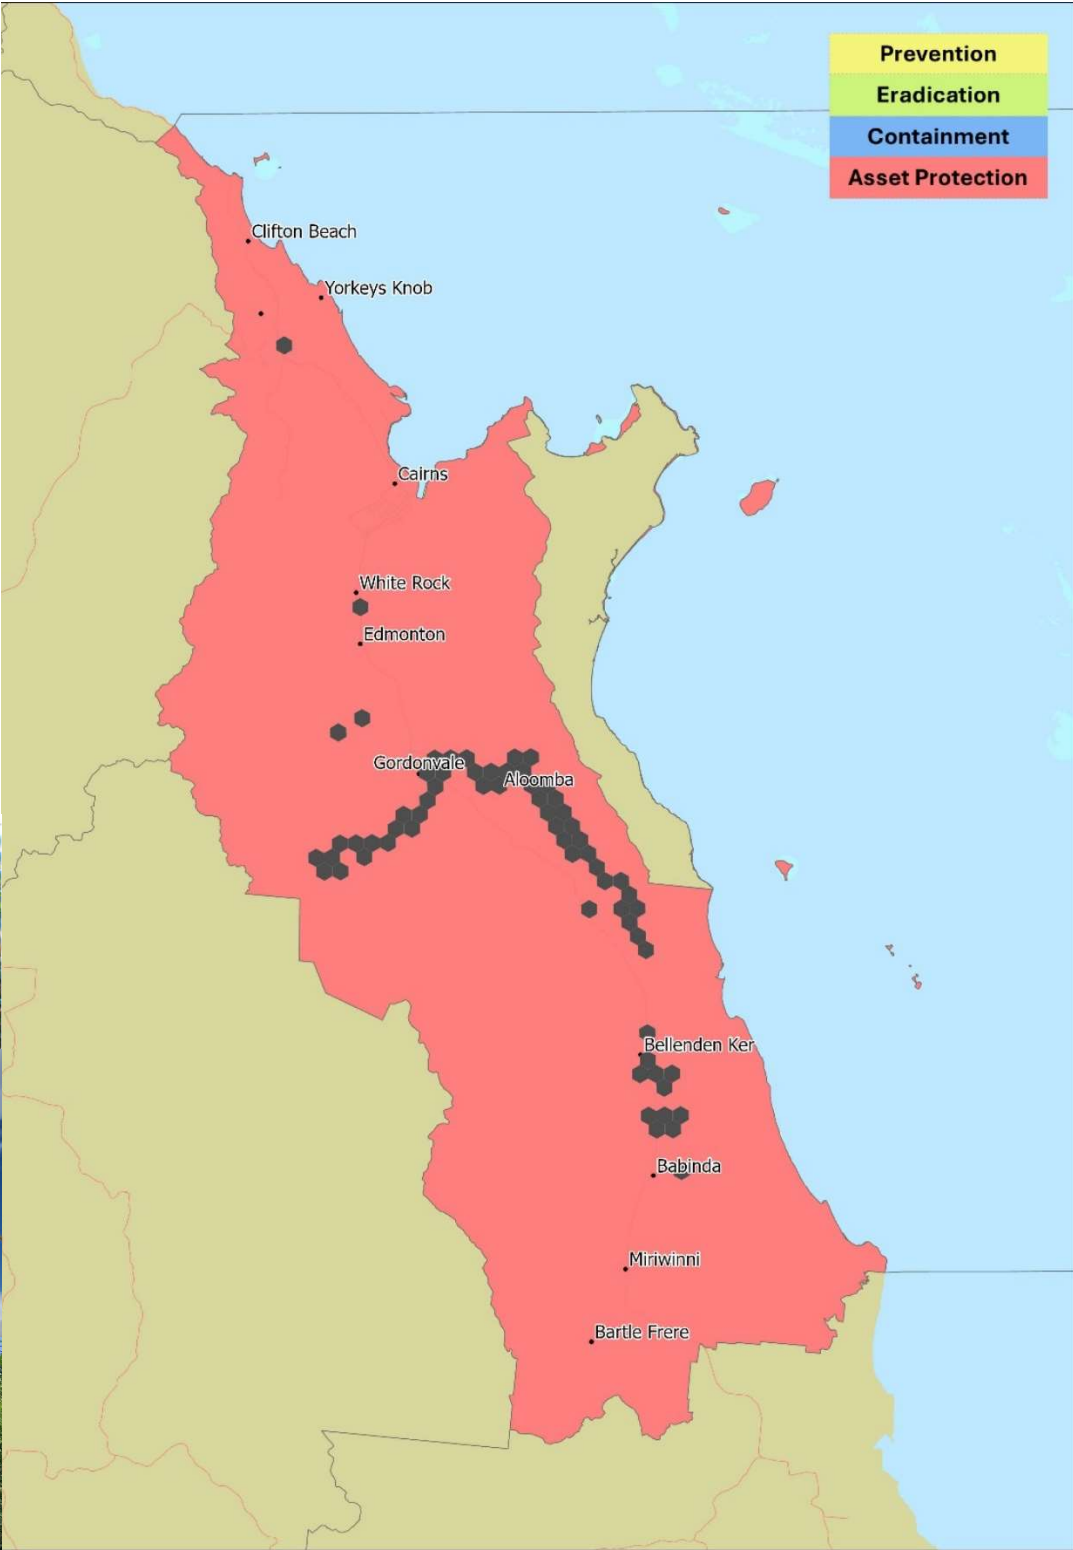 Prevention
Eradication
Containment
Asset Protection
Clifton Beach
Yorkeys Knob
Cairns
White Rock
Edmonton
Gordonvale
Aloomba
Bellenden Ker
Babinda
Miriwinni
Bartle Frere